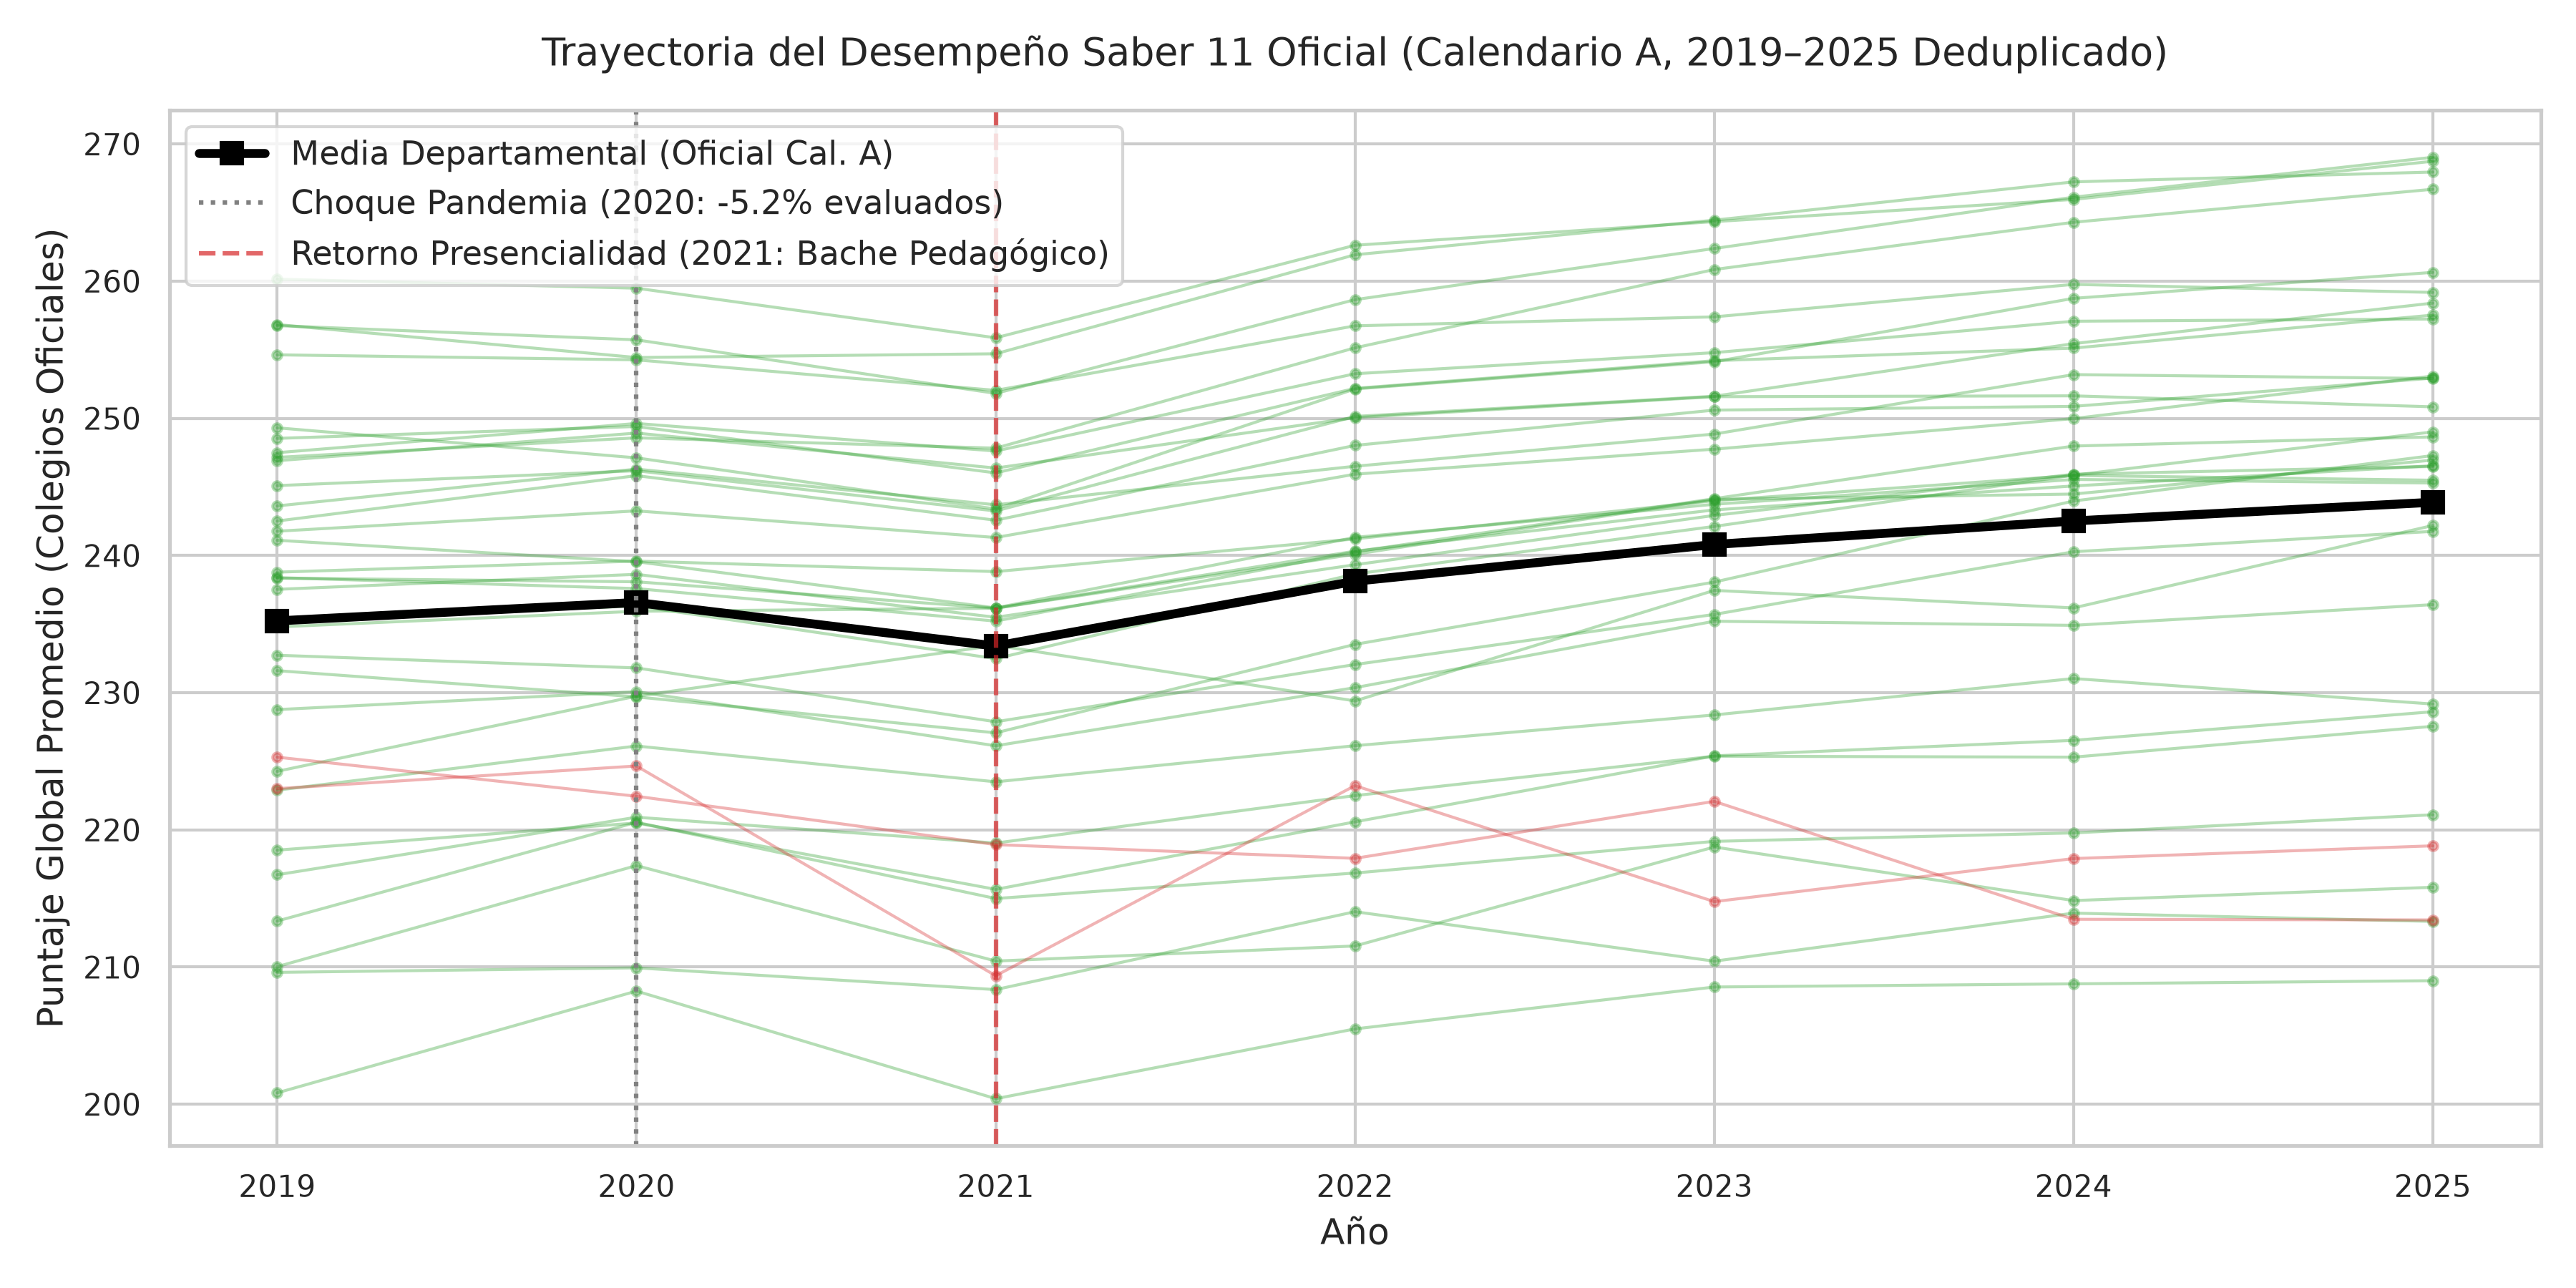 Trayectoria del Desempeño Saber 11 Oficial (Calendario A, 2019–2025 Deduplicado)
Media Departamental (Oficial Cal. A)
Choque Pandemia (2020: -5.2% evaluados)
Retorno Presencialidad (2021: Bache Pedagógico)
Puntaje Global Promedio (Colegios Oficiales)
270
260
250
240
230
220
210
200
2019 2020 2021 2022 2023 2024 2025
Año